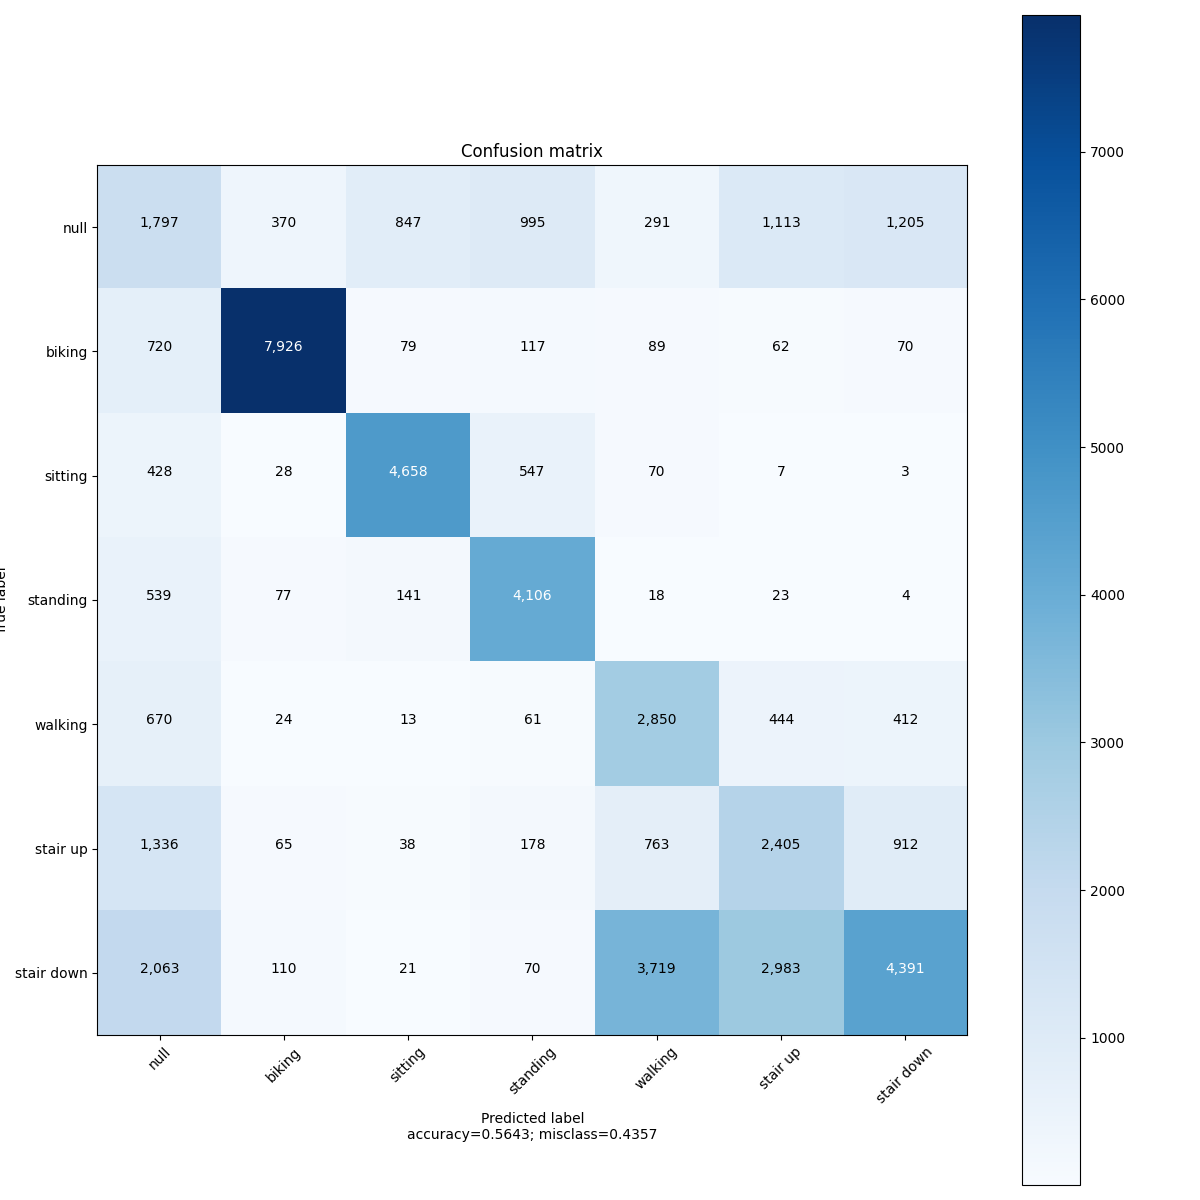 Confusion matrix
null 1,797 370 847 995 291 1,113 1,205
biking 720 7,926 79 117 89 62 70
sitting 428 28 4,658 547 70 7 3
standing 539 77 141 4,106 18 23 4
walking 670 24 13 61 2,850 444 412
stair up 1,336 65 38 178 763 2,405 912
stair down 2,063 110 21 70 3,719 2,983 4,391
null biking sitting standing walking stair up stair down
Predicted label
accuracy=0.5643; misclass=0.4357
7000
6000
5000
4000
3000
2000
1000